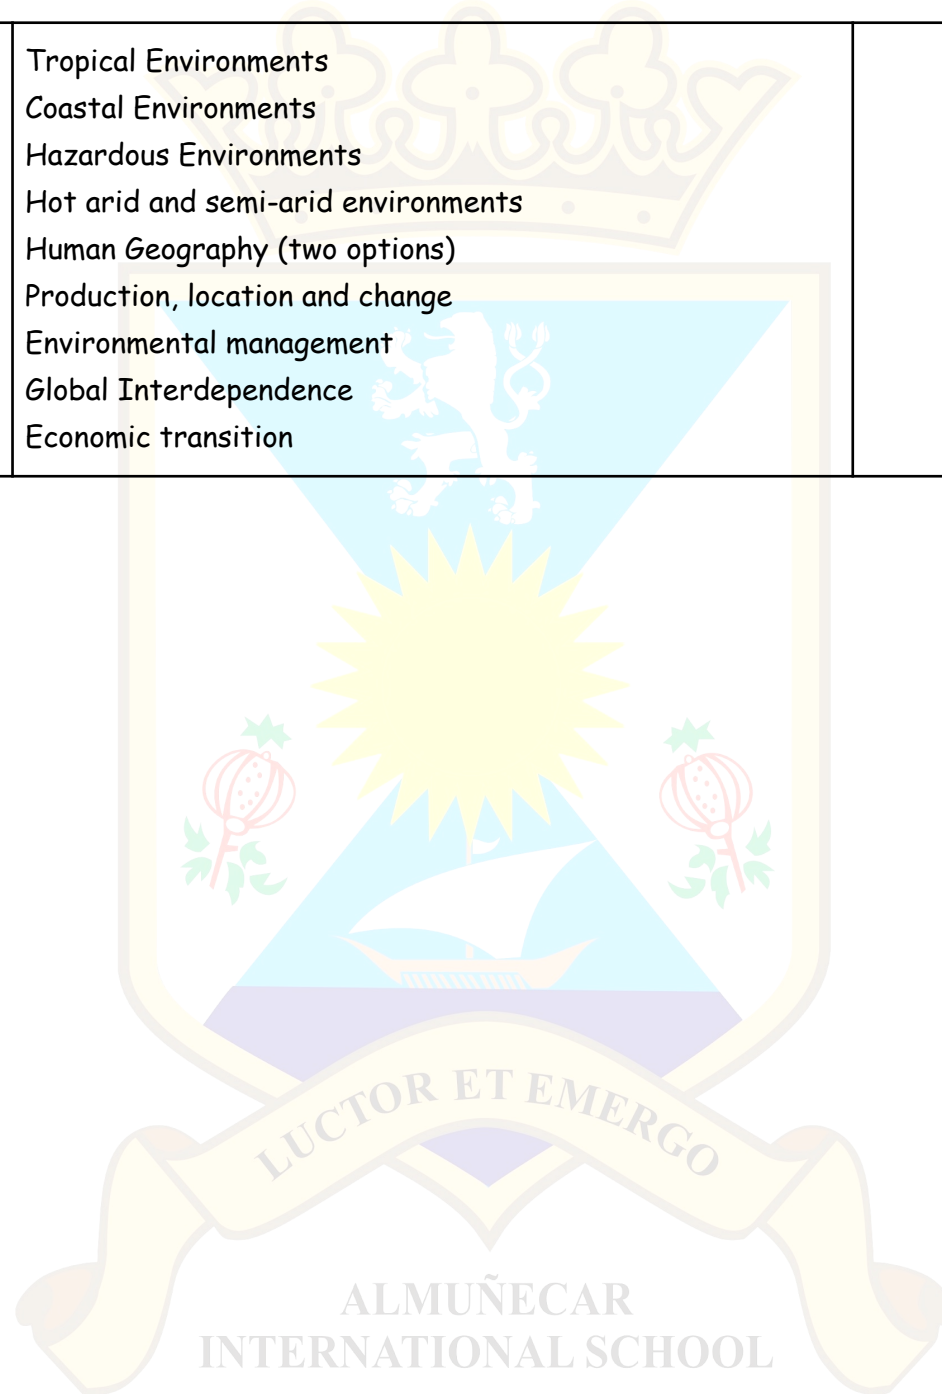 Tropical Environments
Coastal Environments
Hazardous Environments
Hot arid and semi-arid environments
Human Geography (two options)
Production, location and change
Environmental management
Global Interdependence
Economic transition
LUCTOR ET EMERGO
ALMUÑECAR
INTERNATIONAL SCHOOL